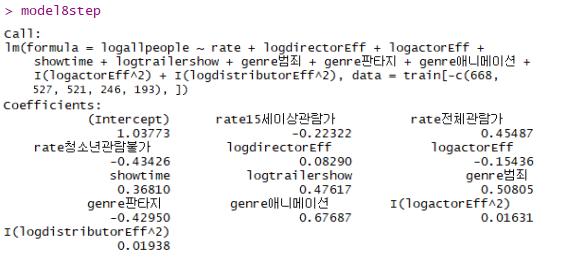 > model8step
Call:
lm(formula = logallpeople ~ rate + logdirectorEff + logactorEff +
showtime + logtrailershow + genre범죄 + genre판타지 + genre애니메이션 +
I(logactorEff^2) + I(logdistributorEff^2), data = train[-c(668,
527, 521, 246, 193), ])
Coefficients:
(Intercept) rate15세이상관람가 rate전체관람가
1.03773 -0.22322 0.45487
rate청소년관람불가 logdirectorEff logactorEff
-0.43426 0.08290 -0.15436
showtime logtrailershow genre범죄
0.36810 0.47617 0.50805
genre판타지 genre애니메이션 I(logactorEff^2)
-0.42950 0.67687 0.01631
I(logdistributorEff^2)
0.01938